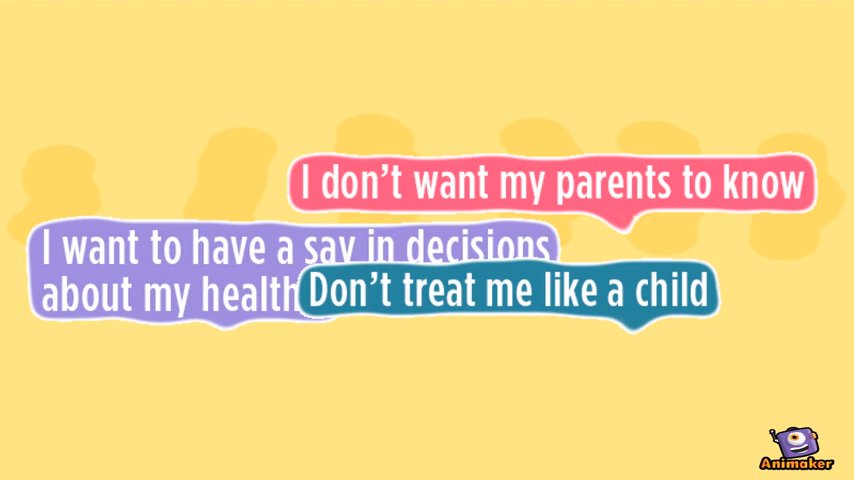 I don't want my parents to know
I want to have a say in decisions
about my health
Don't treat me like a child
Animaker